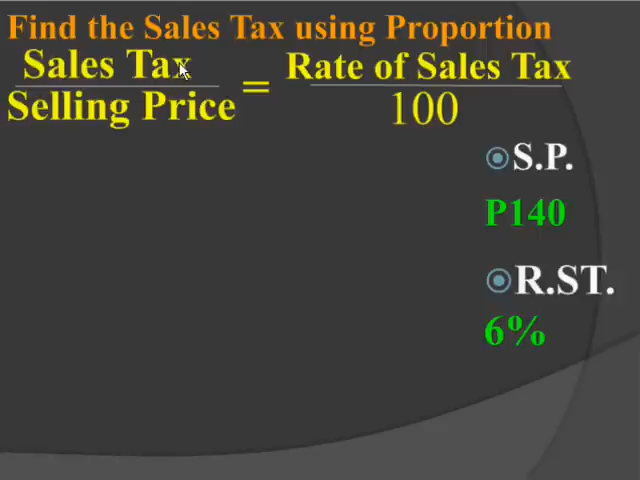 Find the Sales Tax using Proportion
Sales Tax
Selling Price
=
Rate of Sales Tax
100
S.P.
P140
R.ST.
6%